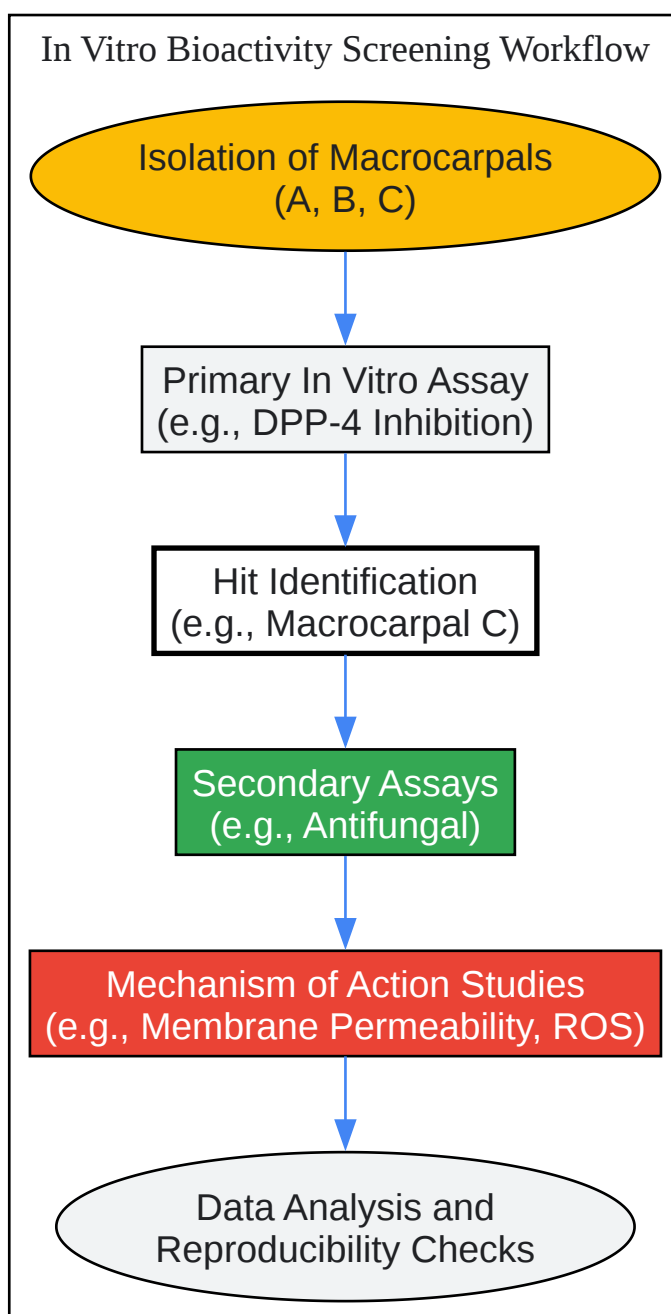 In Vitro Bioactivity Screening Workflow
Isolation of Macrocarpals
(A, B, C)
Primary In Vitro Assay
(e.g., DPP-4 Inhibition)
Hit Identification
(e.g., Macrocarpal C)
Secondary Assays
(e.g., Antifungal)
Mechanism of Action Studies
(e.g., Membrane Permeability, ROS)
Data Analysis and
Reproducibility Checks